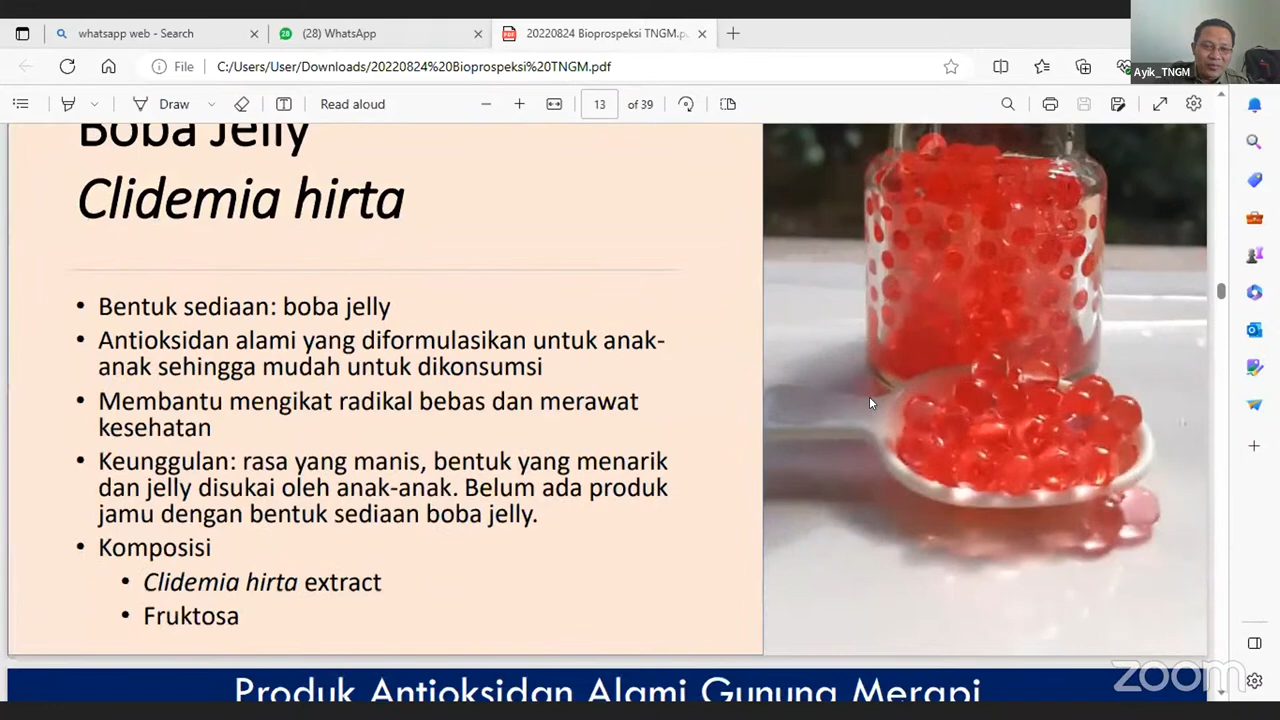 whatsapp web - Search
(28) WhatsApp
20220824 Bioprospeksi TNGM.p
File
C:/Users/User/Downloads/20220824%20Bioprospeksi%20TNGM.pdf
Ayik_TNGM
Draw
Read aloud
13 of 39
Boba Jelly
Clidemia hirta
• Bentuk sediaan: boba jelly
• Antioksidan alami yang diformulasikan untuk anak-
anak sehingga mudah untuk dikonsumsi
• Membantu mengikat radikal bebas dan merawat
kesehatan
• Keunggulan: rasa yang manis, bentuk yang menarik
dan jelly disukai oleh anak-anak. Belum ada produk
jamu dengan bentuk sediaan boba jelly.
• Komposisi
• Clidemia hirta extract
• Fruktosa
Produk Antioksidan Alami Gunung Merapi
zoom